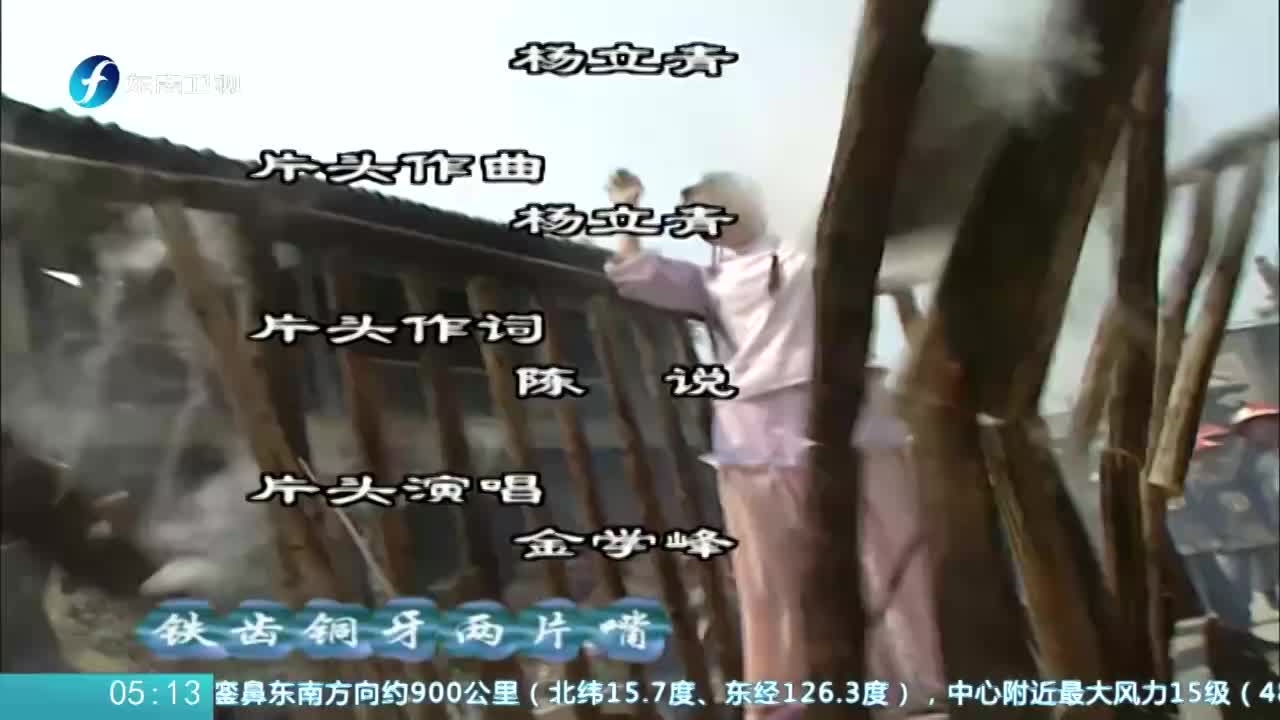 杨立青
东南卫视
片头作曲
杨立青
片头作词
陈 说
片头演唱
金学峰
铁齿铜牙两片嘴
05:13
銮鼻东南方向约900公里（北纬15.7度、东经126.3度），中心附近最大风力15级（48